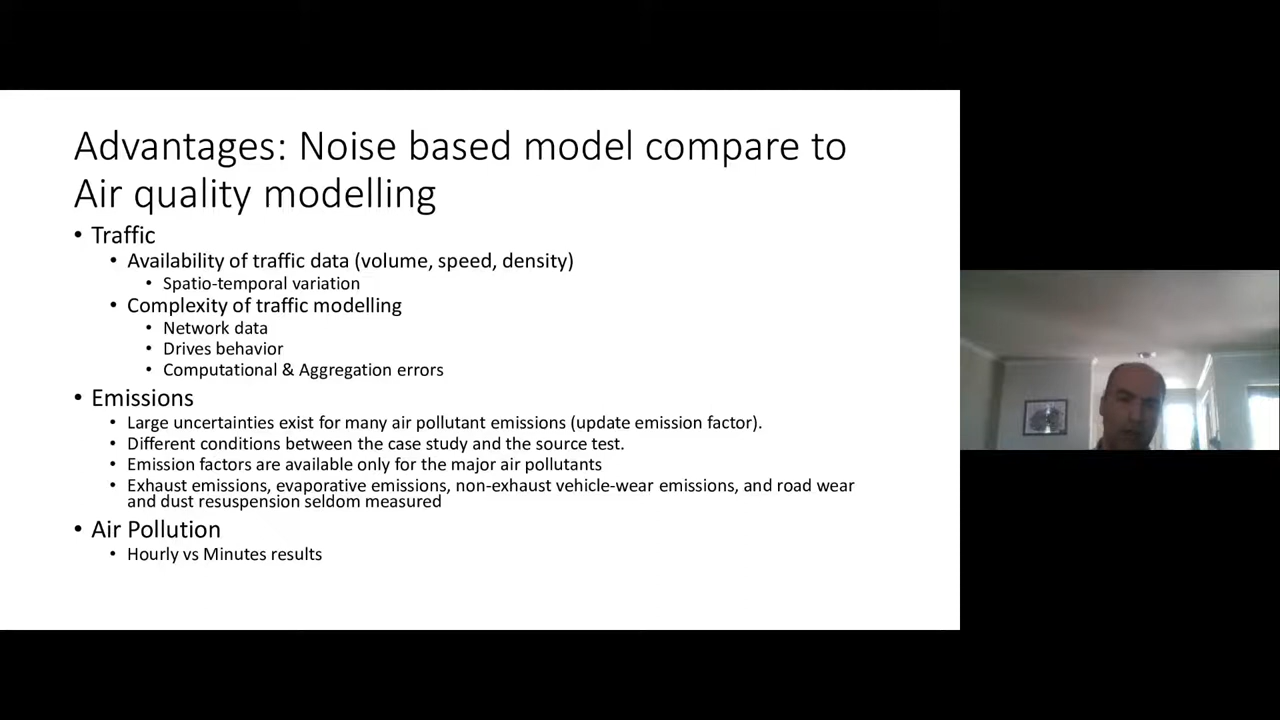 Advantages: Noise based model compare to
Air quality modelling
• Traffic
• Availability of traffic data (volume, speed, density)
• Spatio-temporal variation
• Complexity of traffic modelling
• Network data
• Drives behavior
• Computational & Aggregation errors
• Emissions
• Large uncertainties exist for many air pollutant emissions (update emission factor).
• Different conditions between the case study and the source test.
• Emission factors are available only for the major air pollutants
• Exhaust emissions, evaporative emissions, non-exhaust vehicle-wear emissions, and road wear
and dust resuspension seldom measured
• Air Pollution
• Hourly vs Minutes results